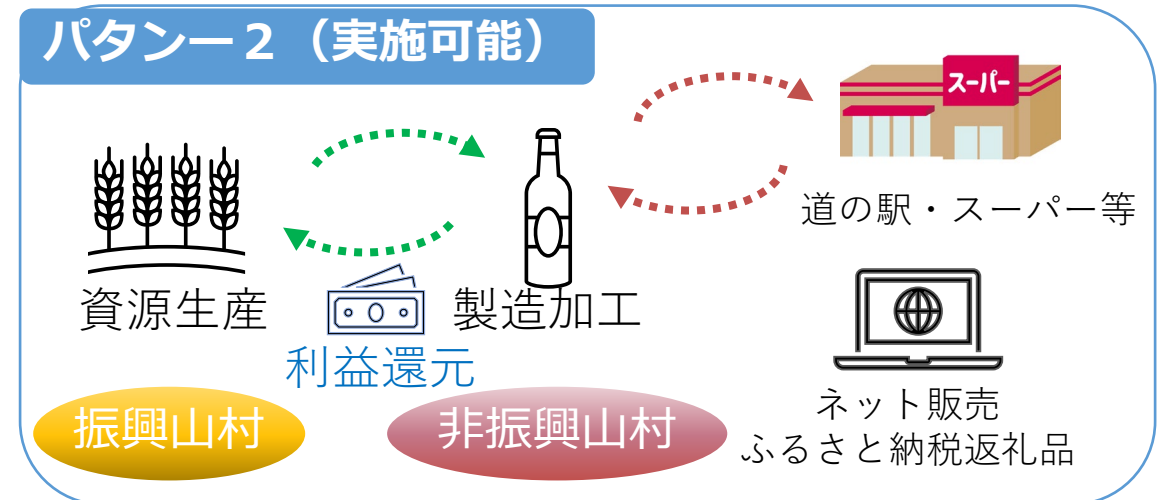 パタンー２（実施可能）
スーパー
道の駅・スーパー等
資源生産
製造加工
利益還元
ネット販売
ふるさと納税返礼品
振興山村
非振興山村